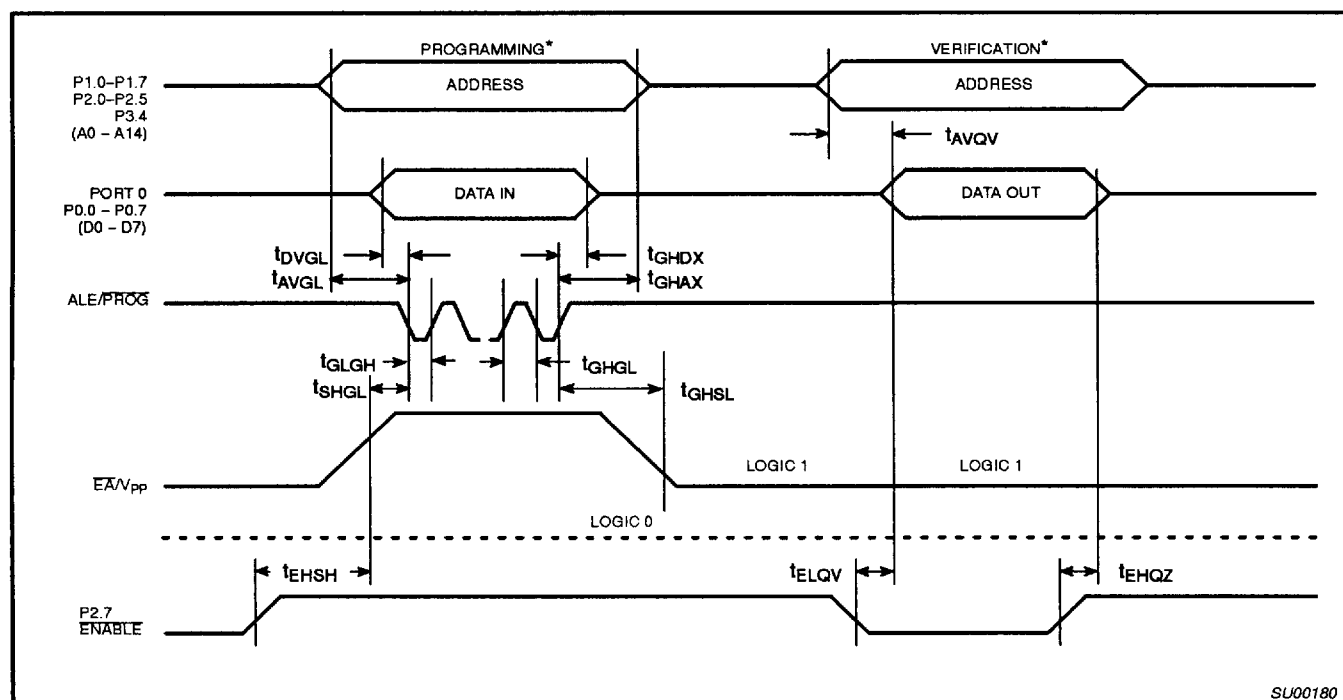 PROGRAMMING*
VERIFICATION*
P1.0–P1.7
P2.0–P2.5
P3.4
(A0 – A14)
ADDRESS
ADDRESS
tAVQV
PORT 0
P0.0 – P0.7
(D0 – D7)
DATA IN
DATA OUT
tDVGL
tGHDX
tAVGL
tGHAX
ALE/PROG
tGLGH
tGHGL
tSHGL
tGHSL
EA/VPP
LOGIC 1
LOGIC 1
LOGIC 0
tEHSH
tELQV
tEHQZ
P2.7
ENABLE
SU00180